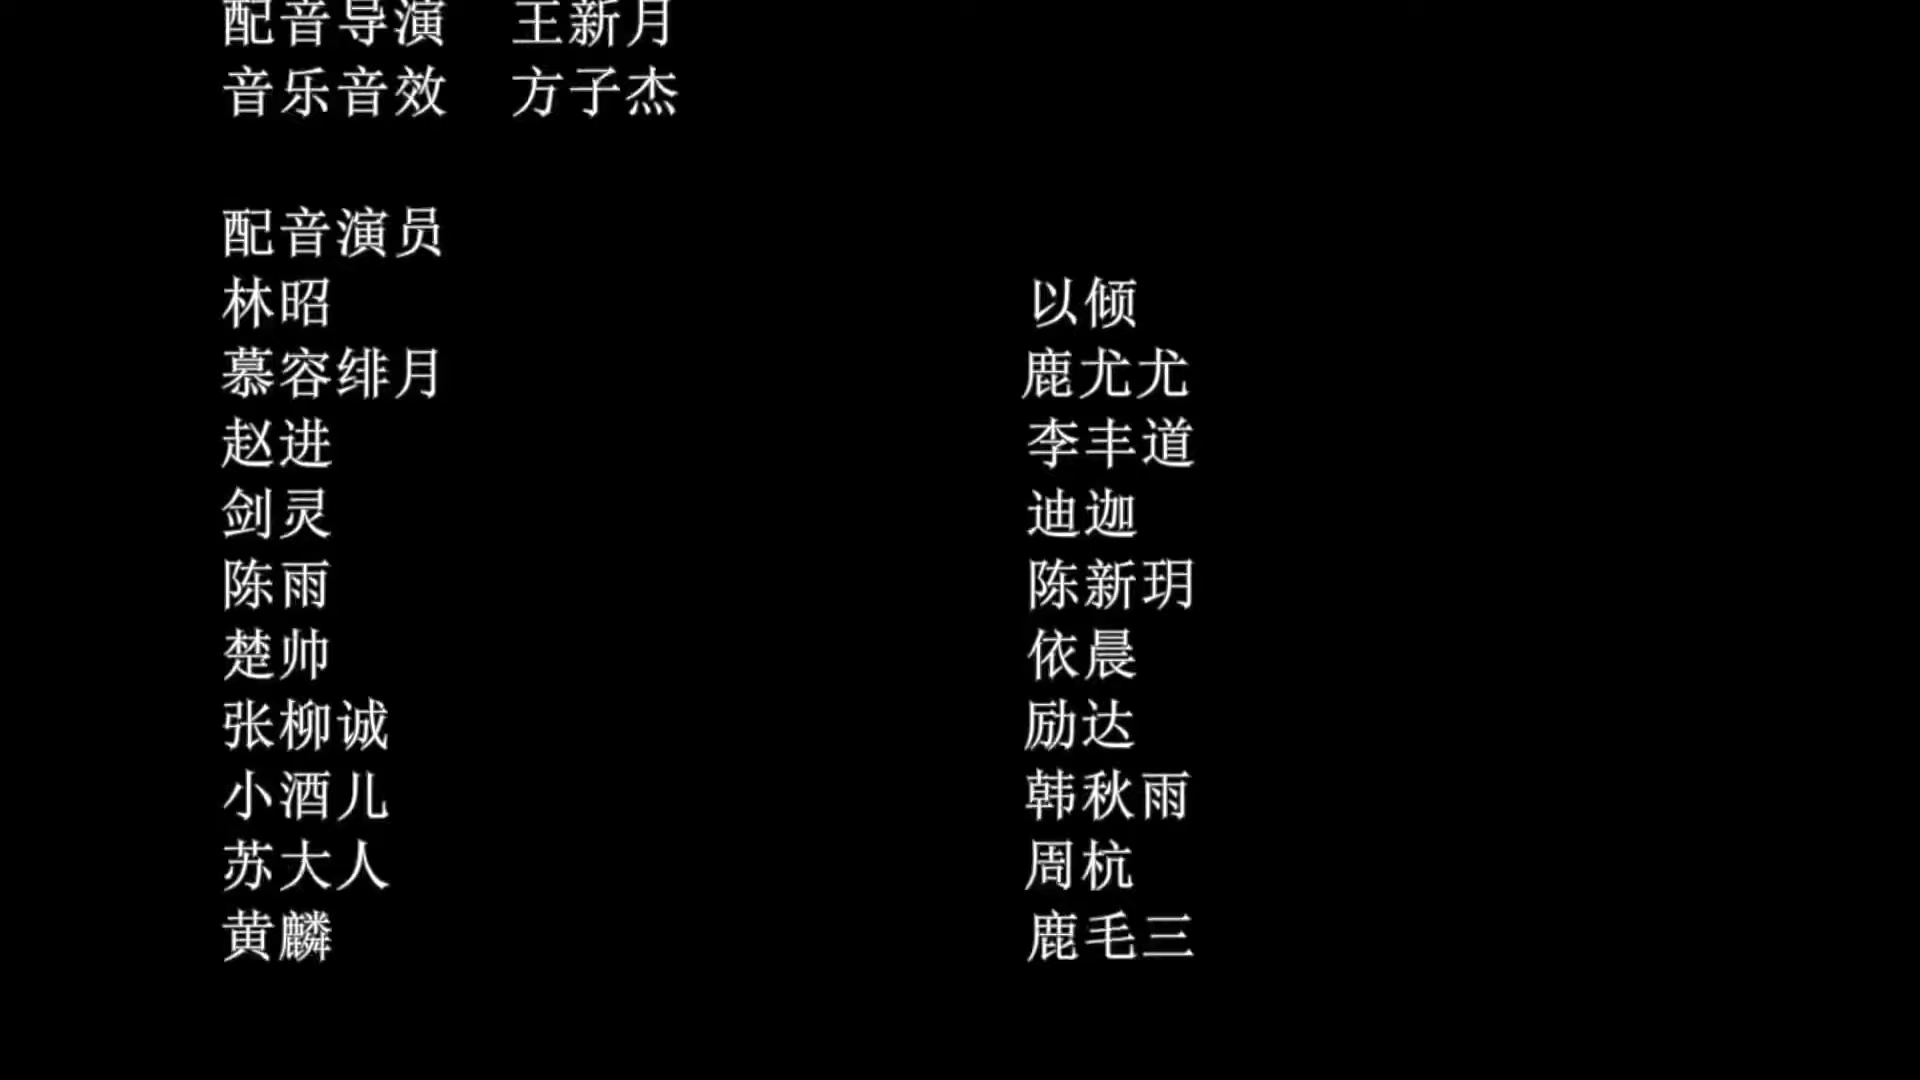 配音导演 王新月
音乐音效 方子杰
配音演员
林昭 以倾
慕容绯月 鹿尤尤
赵进 李丰道
剑灵 迪迦
陈雨 陈新玥
楚帅 依晨
张柳诚 励达
小酒儿 韩秋雨
苏大人 周杭
黄麟 鹿毛三